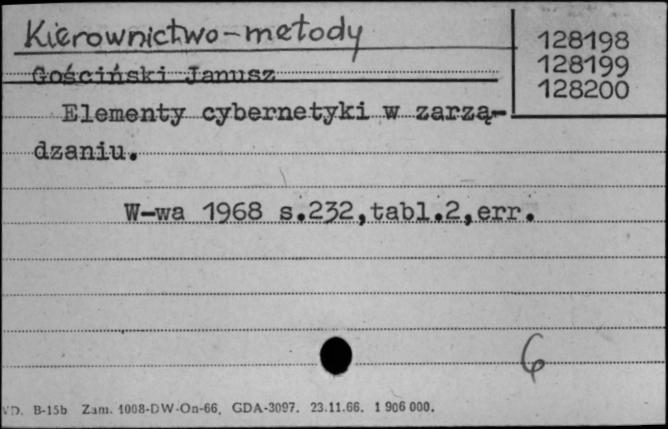 Kierownictwo-metody
128198
128199
128200
Gościński Janusz
Elementy cybernetyki w zarzą-
dzaniu.
W-wa 1968 s.232,tabl.2,err.
6
B-15b Zam. 1008-DW-On-66, GDA-3097. 23.11.66. 1 906 000.